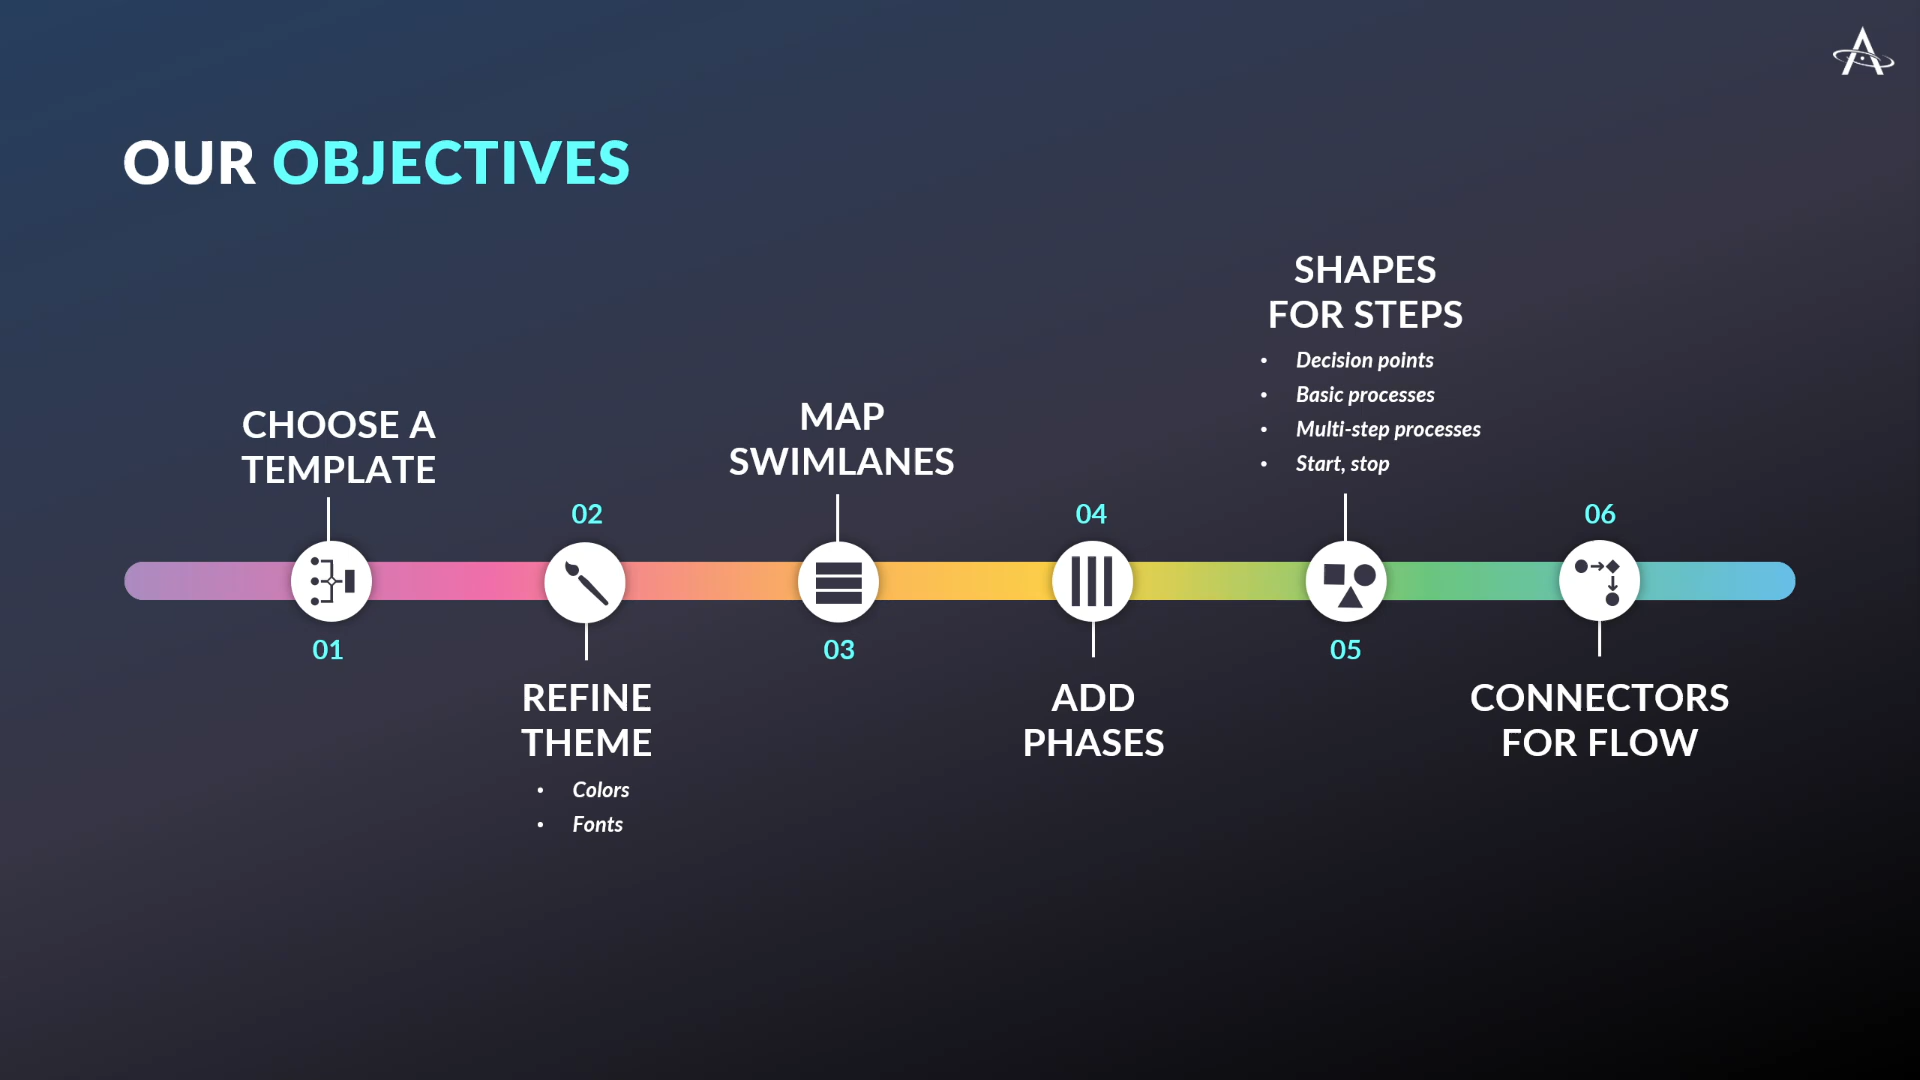 OUR OBJECTIVES
CHOOSE A
TEMPLATE
01
02
REFINE
THEME
• Colors
• Fonts
MAP
SWIMLANES
03
04
ADD
PHASES
SHAPES
FOR STEPS
• Decision points
• Basic processes
• Multi-step processes
• Start, stop
05
06
CONNECTORS
FOR FLOW